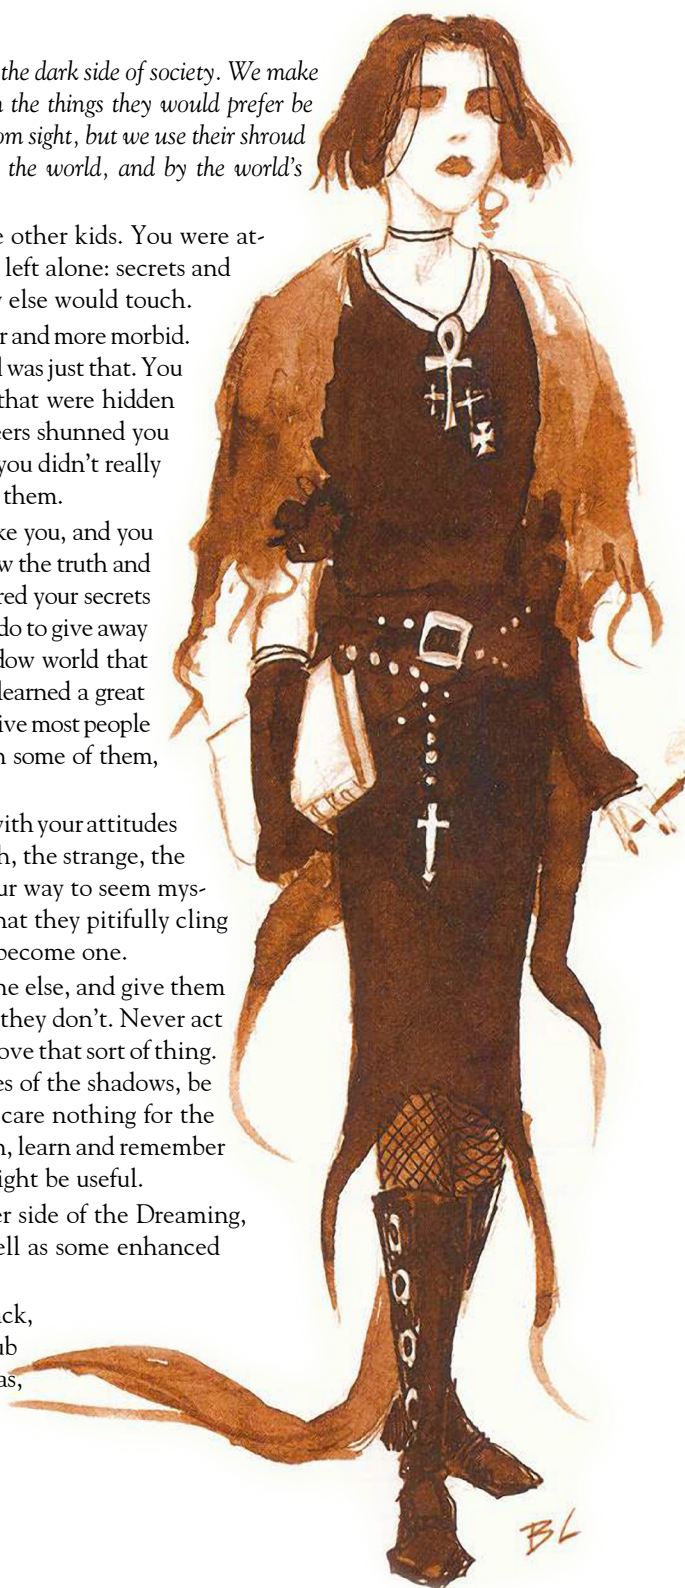 the dark side of society. We make
the things they would prefer be
om sight, but we use their shroud
the world, and by the world's
other kids. You were at-
left alone: secrets and
else would touch.
r and more morbid.
was just that. You
that were hidden
eers shunned you
you didn't really
them.
ke you, and you
w the truth and
red your secrets
do to give away
dow world that
learned a great
ive most people
n some of them,
with your attitudes
h, the strange, the
ur way to seem mys-
hat they pitifully cling
become one.
ne else, and give them
they don't. Never act
ove that sort of thing.
es of the shadows, be
care nothing for the
n, learn and remember
ight be useful.
er side of the Dreaming,
ell as some enhanced
ck,
ub
as,
BL